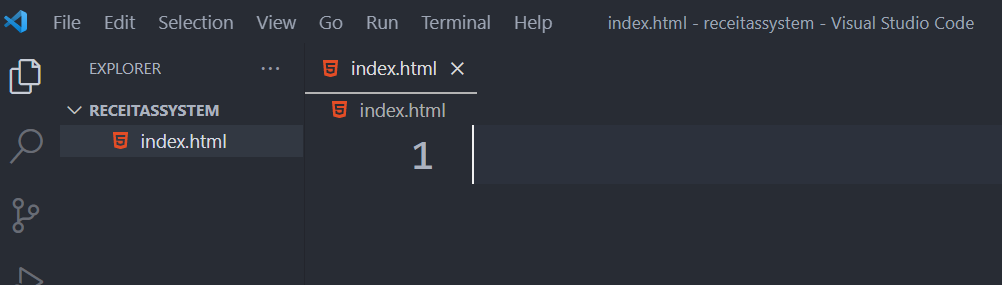 File Edit Selection View Go Run Terminal Help index.html - receitassystem - Visual Studio Code
EXPLORER ···
index.html ×
RECEITASSYSTEM
index.html
index.html
1